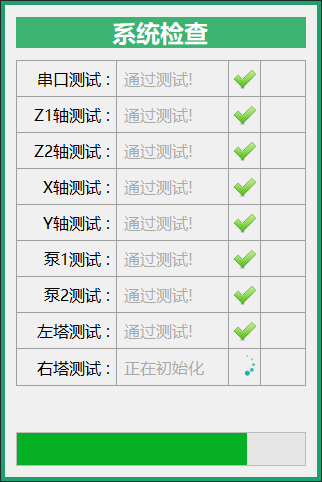 系统检查
串口测试： 通过测试!
Z1轴测试： 通过测试!
Z2轴测试： 通过测试!
X轴测试： 通过测试!
Y轴测试： 通过测试!
泵1测试： 通过测试!
泵2测试： 通过测试!
左塔测试： 通过测试!
右塔测试： 正在初始化